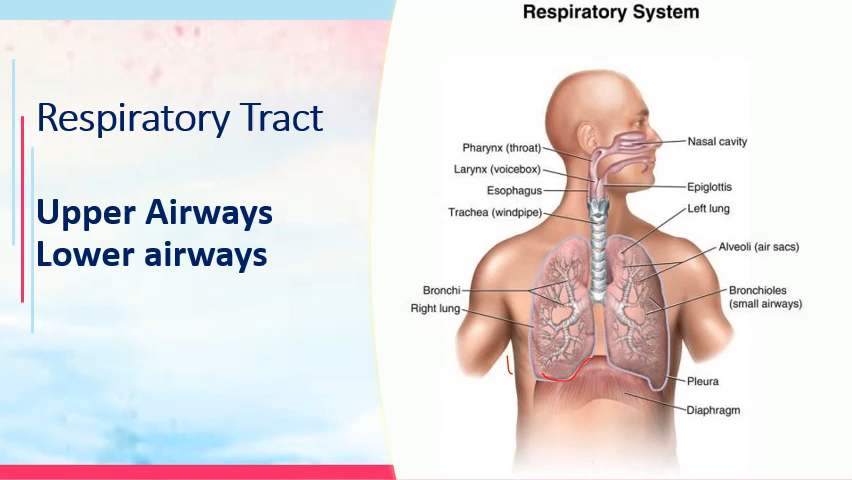 Respiratory Tract
Upper Airways
Lower airways
Respiratory System
Nasal cavity
Pharynx (throat)
Larynx (voicebox)
Esophagus
Epiglottis
Trachea (windpipe)
Left lung
Alveoli (air sacs)
Bronchi
Bronchioles
(small airways)
Right lung
Pleura
Diaphragm